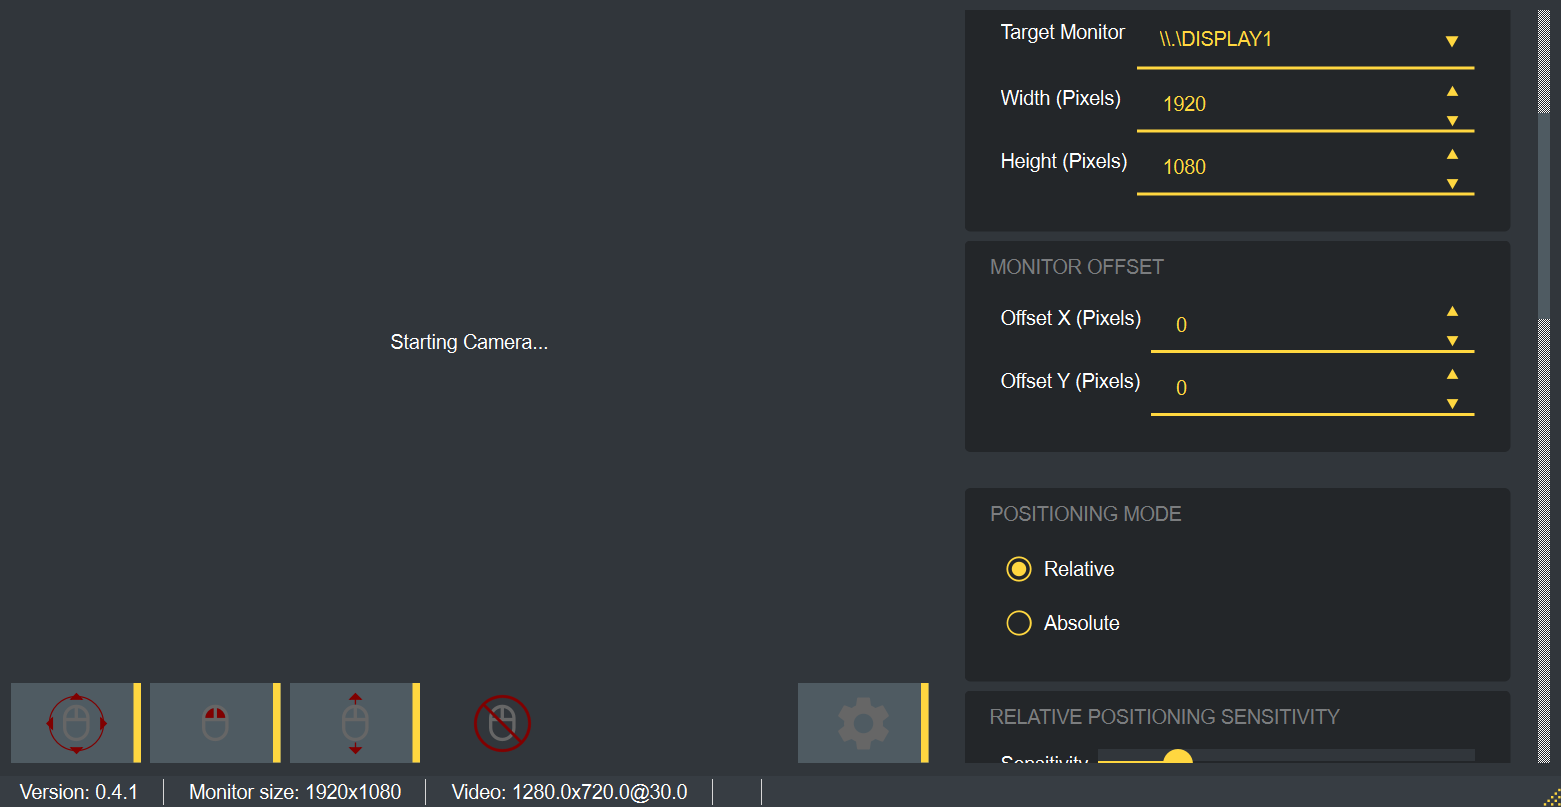 Target Monitor \\.\DISPLAY1
Width (Pixels) 1920
Height (Pixels) 1080
MONITOR OFFSET
Offset X (Pixels) 0
Offset Y (Pixels) 0
Starting Camera...
POSITIONING MODE
Relative
Absolute
RELATIVE POSITIONING SENSITIVITY
Sensitivity
Version: 0.4.1 Monitor size: 1920x1080 Video: 1280.0x720.0@30.0